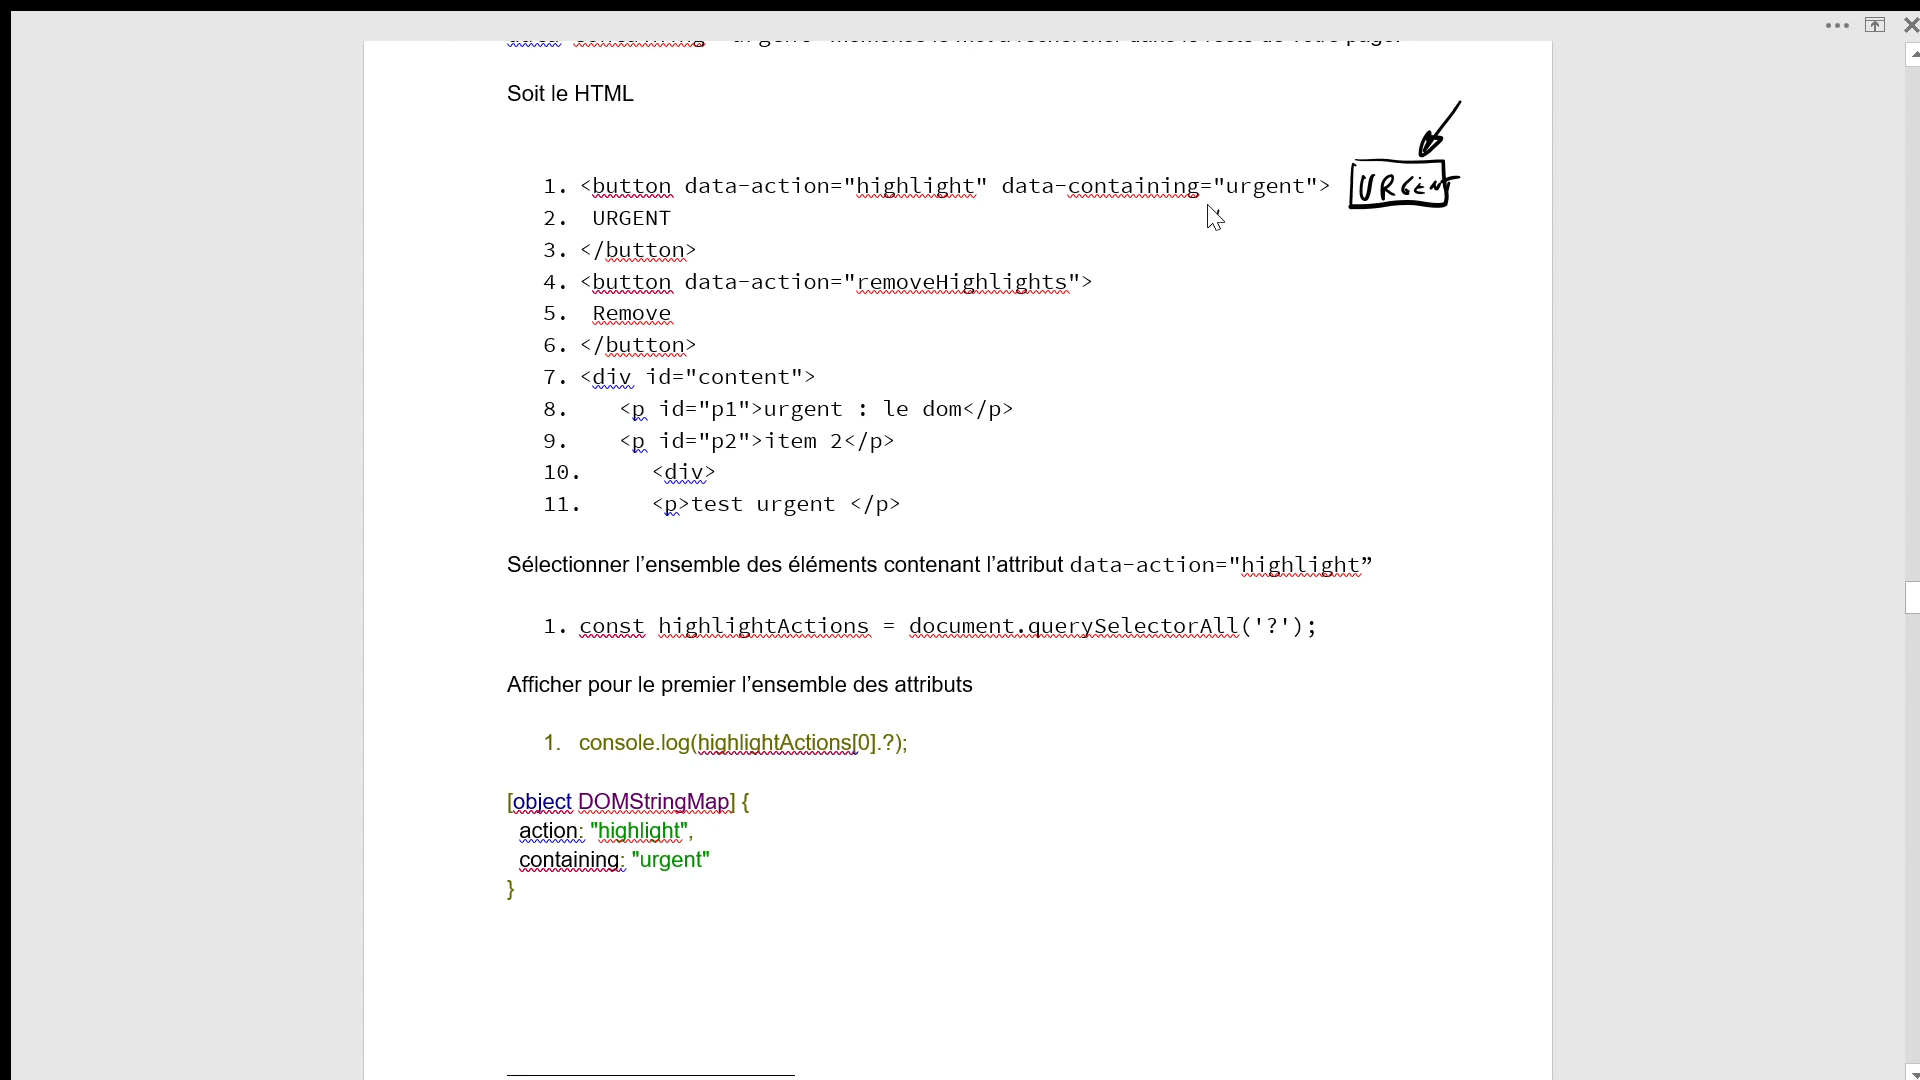 Soit le HTML
1. <button data-action="highlight" data-containing="urgent"> URGENT
2. URGENT
3. </button>
4. <button data-action="removeHighlights">
5. Remove
6. </button>
7. <div id="content">
8. <p id="p1">urgent : le dom</p>
9. <p id="p2">item 2</p>
10. <div>
11. <p>test urgent </p>
Sélectionner l’ensemble des éléments contenant l’attribut data-action="highlight”
1. const highlightActions = document.querySelectorAll('?');
Afficher pour le premier l’ensemble des attributs
1. console.log(highlightActions[0].?);
[object DOMStringMap] {
action: "highlight",
containing: "urgent"
}